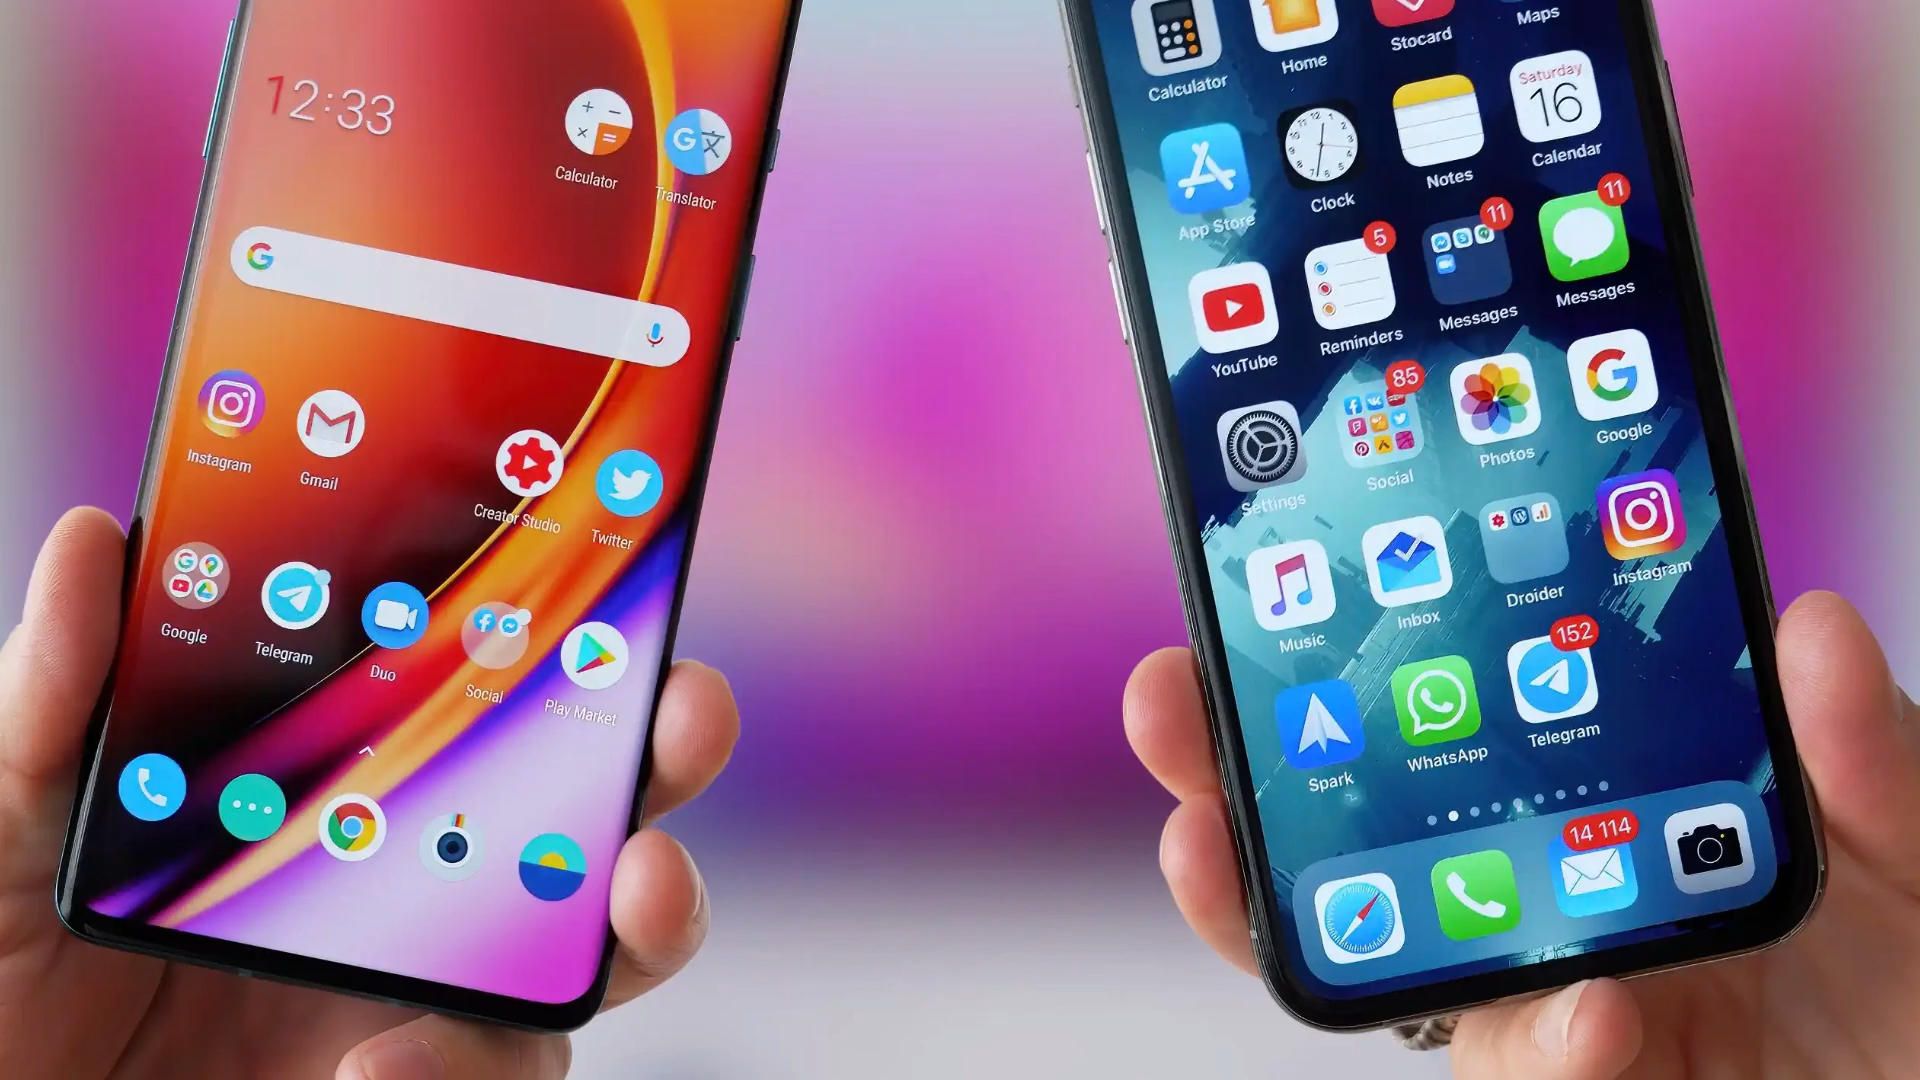 12:33
Calculator
Translator
Instagram
Gmail
Creator Studio
Twitter
Google
Telegram
Duo
Social
Play Market
Calculator
Home
Stocard
Maps
App Store
Clock
Notes
Saturday
16
Calendar
YouTube
5
Reminders
11
Messages
11
Messages
Settings
85
Social
Photos
Google
Music
Inbox
Droider
Instagram
Spark
WhatsApp
152
Telegram
14 114